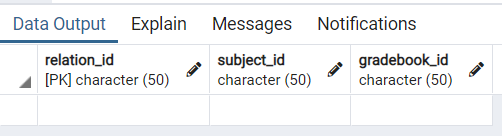 Data Output Explain Messages Notifications
relation_id subject_id gradebook_id
[PK] character (50) character (50) character (50)